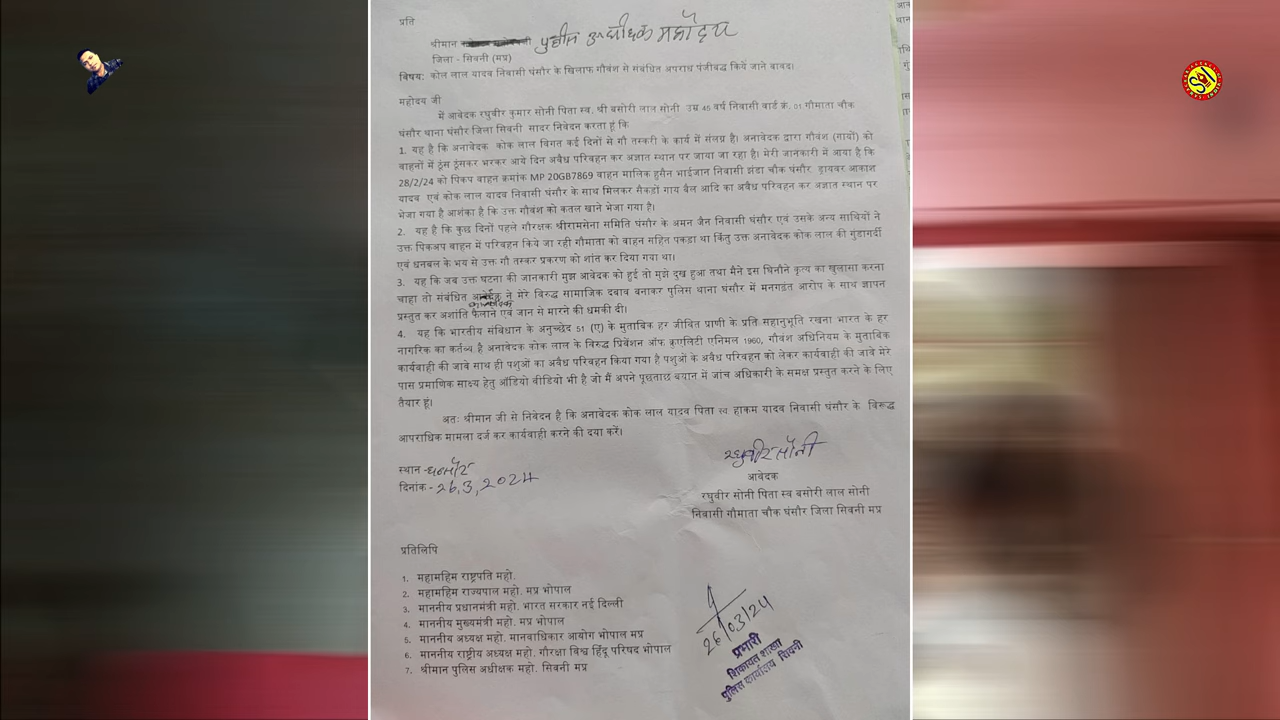 प्रति
श्रीमान पुलिस अधीक्षक महोदय
जिला - सिवनी (मप्र)
विषय: कोल लाल यादव निवासी घंसौर के खिलाफ गौवंश से संबंधित अपराध पंजीबद्ध किये जाने बावद।
महोदय जी
में आवेदक रघुवीर कुमार सोनी पिता स्व. श्री बसोरी लाल सोनी उम्र 45 वर्ष निवासी वार्ड क्रं. 01 गौमाता चौक
घंसौर थाना घंसौर जिला सिवनी सादर निवेदन करता हूं कि
1. यह है कि अनावेदक कोक लाल विगत कई दिनों से गौ तस्करी के कार्य में संलग्न है। अनावेदक द्वारा गौवंश (गायों) को
वाहनों में ठूंस ठूंसकर भरकर आये दिन अवैध परिवहन कर अज्ञात स्थान पर जाया जा रहा है। मेरी जानकारी में आया है कि
28/2/24 को पिकप वाहन क्रमांक MP 20GB7869 वाहन मालिक हुसैन भाईजान निवासी झंडा चौक घंसौर ड्रायवर आकाश
यादव एवं कोक लाल यादव निवासी घंसौर के साथ मिलकर सैकड़ो गाय बैल आदि का अवैध परिवहन कर अज्ञात स्थान पर
भेजा गया है आशंका है कि उक्त गौवंश को कतल खाने भेजा गया है।
2. यह है कि कुछ दिनों पहले गौरक्षक श्रीरामसेना समिति घंसौर के अमन जैन निवासी घंसौर एवं उसके अन्य साथियों ने
उक्त पिकअप वाहन में परिवहन किये जा रही गौमाता को वाहन सहित पकड़ा था किंतु उक्त अनावेदक कोक लाल की गुंडागर्दी
एवं धनबल के भय से उक्त गौ तस्कर प्रकरण को शांत कर दिया गया था।
3. यह कि जब उक्त घटना की जानकारी मुझ आवेदक को हुई तो मुझे दुख हुआ तथा मैने इस घिनौने कृत्य का खुलासा करना
चाहा तो संबंधित अनावेदक ने मेरे विरुद्ध सामाजिक दबाव बनाकर पुलिस थाना घंसौर में मनगढंत आरोप के साथ ज्ञापन
प्रस्तुत कर अशांति फैलाने एवं जान से मारने की धमकी दी।
4. यह कि भारतीय संविधान के अनुच्छेद 51 (ए) के मुताबिक हर जीवित प्राणी के प्रति सहानुभूति रखना भारत के हर
नागरिक का कर्तव्य है अनावेदक कोक लाल के विरुद्ध प्रिवेंशन ऑफ क्रुएलिटी एनिमल 1960, गौवंश अधिनियम के मुताबिक
कार्यवाही की जावे साथ ही पशुओं का अवैध परिवहन किया गया है पशुओं के अवैध परिवहन को लेकर कार्यवाही की जावे मेरे
पास प्रमाणिक साक्ष्य हेतु ऑडियो वीडियो भी है जो मैं अपने पूछताछ बयान में जांच अधिकारी के समक्ष प्रस्तुत करने के लिए
तैयार हूं।
अतः श्रीमान जी से निवेदन है कि अनावेदक कोक लाल यादव पिता स्व हाकम यादव निवासी घंसौर के विरूद्ध
आपराधिक मामला दर्ज कर कार्यवाही करने की दया करें।
स्थान - घन्सौर
दिनांक - 26,3,2024
रघुवीर सोनी
आवेदक
रघुवीर सोनी पिता स्व बसोरी लाल सोनी
निवासी गौमाता चौक घंसौर जिला सिवनी मप्र
प्रतिलिपि
1. महामहिम राष्ट्रपति महो.
2. महामहिम राज्यपाल महो. मप्र भोपाल
3. माननीय प्रधानमंत्री महो. भारत सरकार नई दिल्ली
4. माननीय मुख्यमंत्री महो. मप्र भोपाल
5. माननीय अध्यक्ष महो. मानवाधिकार आयोग भोपाल मप्र
6. माननीय राष्ट्रीय अध्यक्ष महो. गौरक्षा विश्व हिंदू परिषद भोपाल
7. श्रीमान पुलिस अधीक्षक महो. सिवनी मप्र
26/03/24
प्रभारी
शिकायत शाखा
पुलिस कार्यालय सिवनी